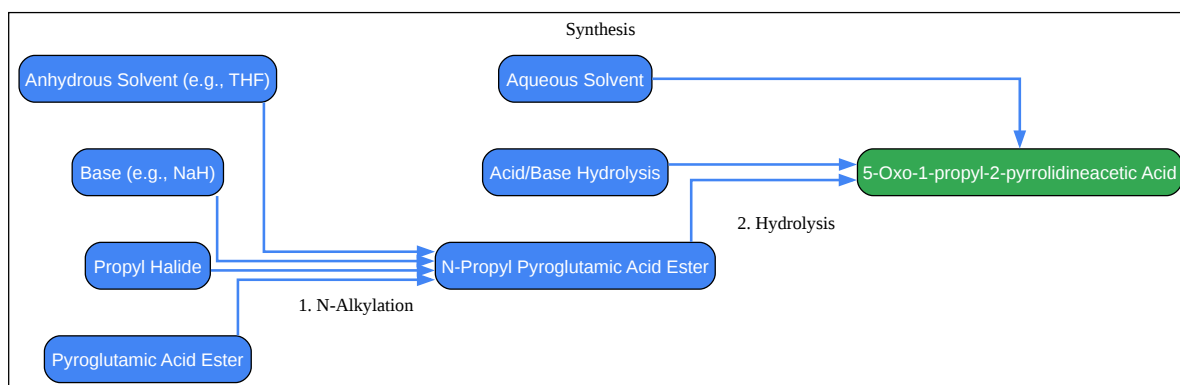 Synthesis
Anhydrous Solvent (e.g., THF)
Aqueous Solvent
Base (e.g., NaH)
Acid/Base Hydrolysis
5-Oxo-1-propyl-2-pyrrolidineacetic Acid
2. Hydrolysis
Propyl Halide
N-Propyl Pyroglutamic Acid Ester
1. N-Alkylation
Pyroglutamic Acid Ester